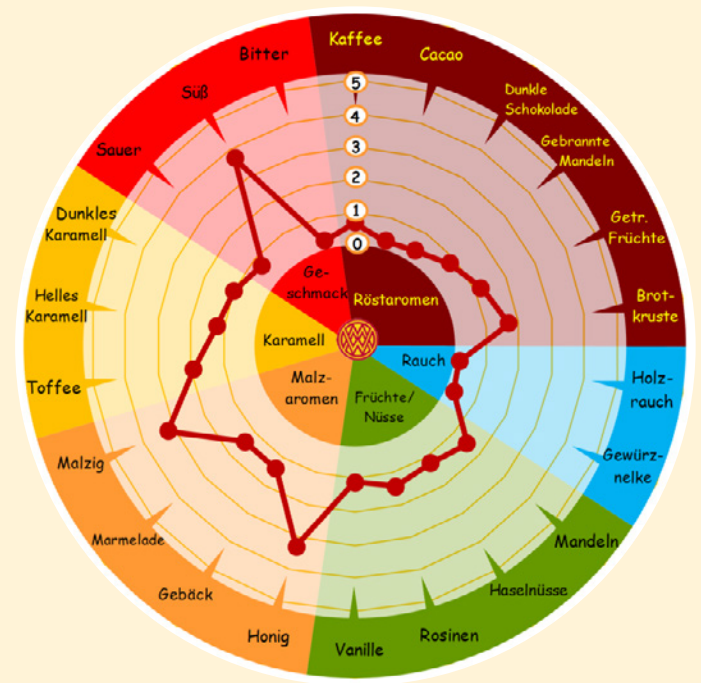 Kaffee
Cacao
Dunkle
Schokolade
Gebrannte
Mandeln
Getr.
Früchte
Brot-
kruste
Holz-
rauch
Gewürz-
nelke
Mandeln
Haselnüsse
Rosinen
Vanille
Honig
Gebäck
Marmelade
Malzig
Toffee
Helles
Karamell
Dunkles
Karamell
Sauer
Süß
Bitter
5
4
3
2
1
0
Ge-
schmack
Röstaromen
Rauch
Früchte/
Nüsse
Malz-
aromen
Karamell